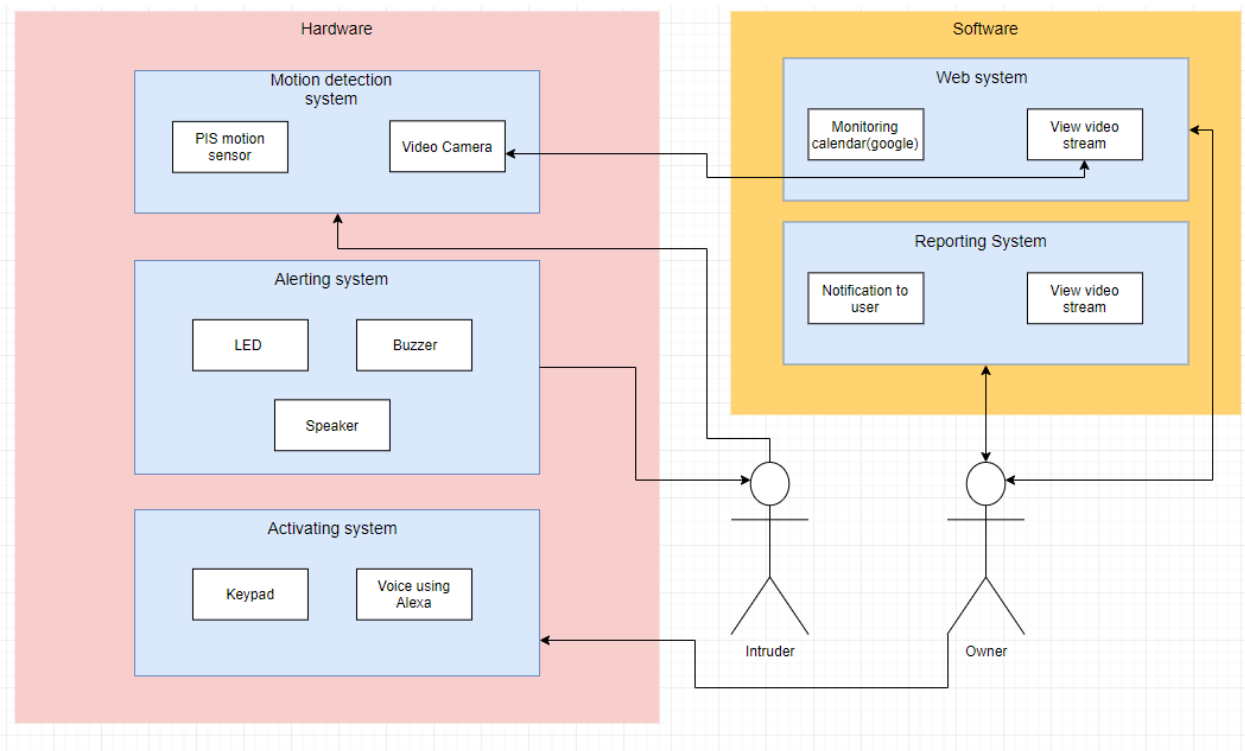 Hardware
Motion detection
system
PIS motion
sensor
Video Camera
Alerting system
LED
Buzzer
Speaker
Activating system
Keypad
Voice using
Alexa
Software
Web system
Monitoring
calendar(google)
View video
stream
Reporting System
Notification to
user
View video
stream
Intruder
Owner